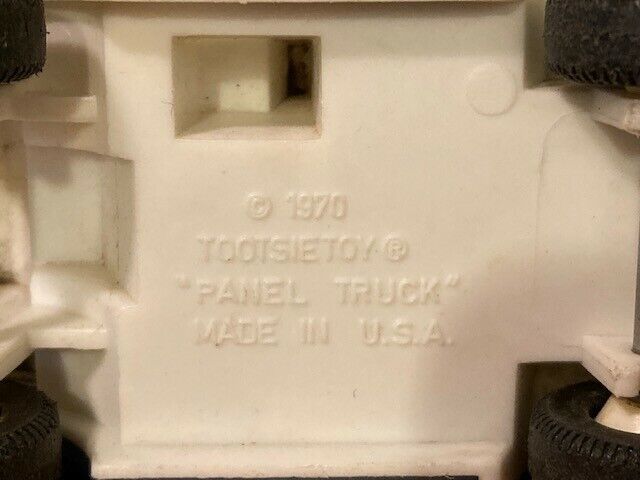 © 1970
TOOTSIETOY®
"PANEL TRUCK"
MADE IN U.S.A.